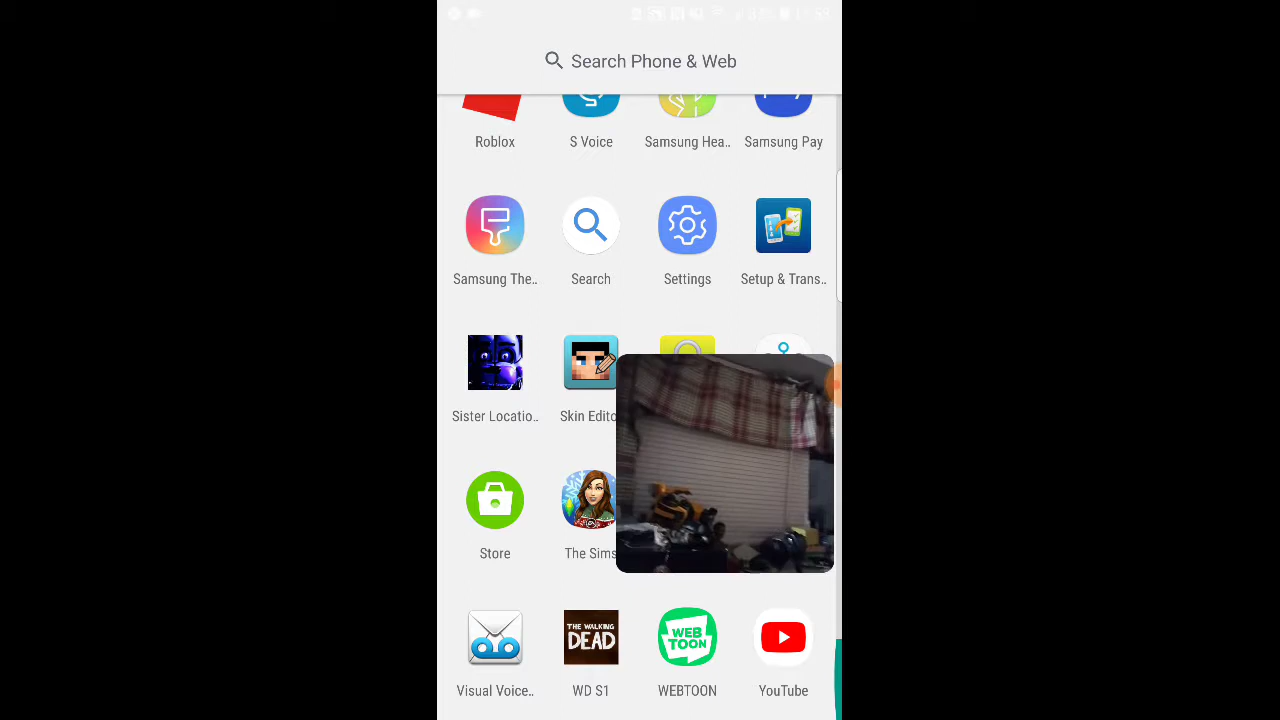 Search Phone & Web
Roblox
S Voice
Samsung Hea..
Samsung Pay
Samsung The..
Search
Settings
Setup & Trans..
Sister Locatio..
Skin Edito
Store
The Sims
THE WALKING
DEAD
WEB
TOON
Visual Voice..
WD S1
WEBTOON
YouTube